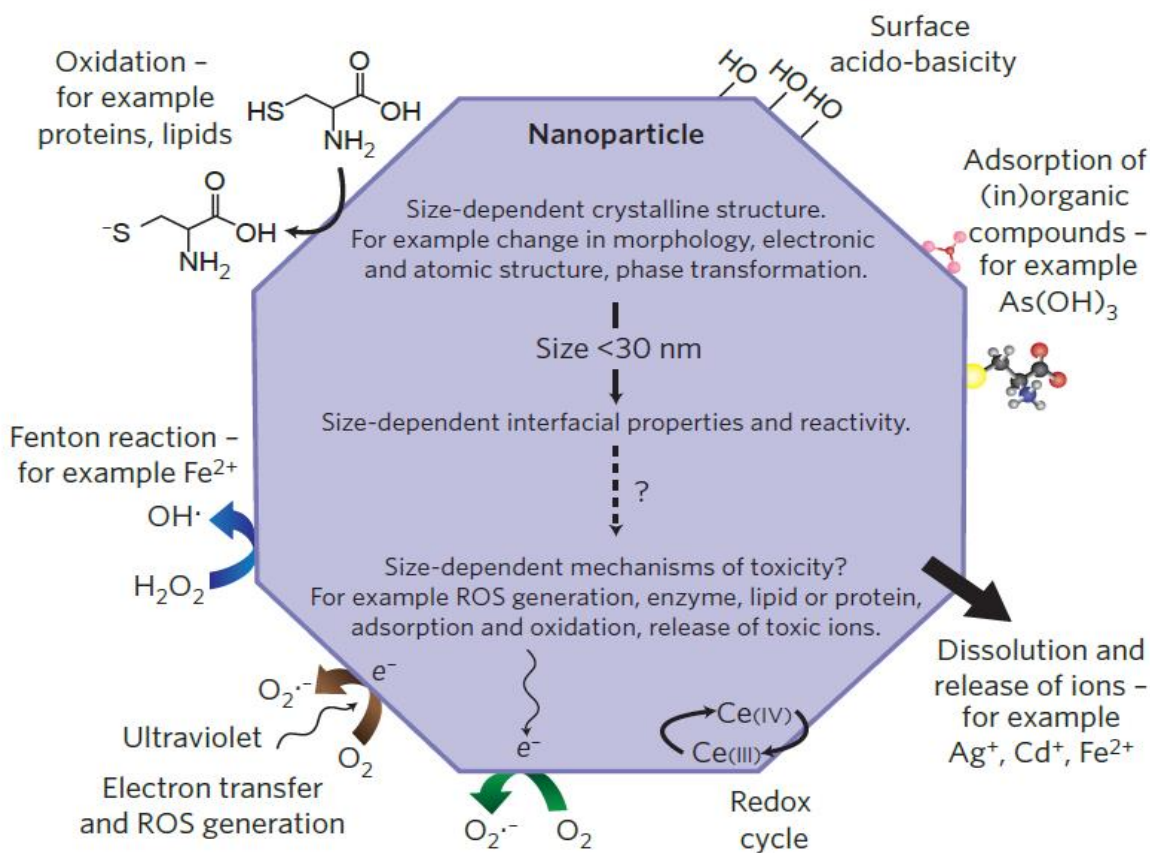 Oxidation –
for example
proteins, lipids
O
HS
OH
NH₂
O
⁻S
OH
NH₂
Surface
acido-basicity
HO
HO
HO
Nanoparticle
Adsorption of
(in)organic
compounds –
for example
As(OH)₃
Size-dependent crystalline structure.
For example change in morphology, electronic
and atomic structure, phase transformation.
Size <30 nm
Size-dependent interfacial properties and reactivity.
?
Fenton reaction –
for example Fe²⁺
OH·
H₂O₂
Size-dependent mechanisms of toxicity?
For example ROS generation, enzyme, lipid or protein,
adsorption and oxidation, release of toxic ions.
Dissolution and
release of ions –
for example
Ag⁺, Cd⁺, Fe²⁺
e⁻
O₂·⁻
Ultraviolet
O₂
Electron transfer
and ROS generation
e⁻
O₂·⁻
O₂
Ce(IV)
Ce(III)
Redox
cycle